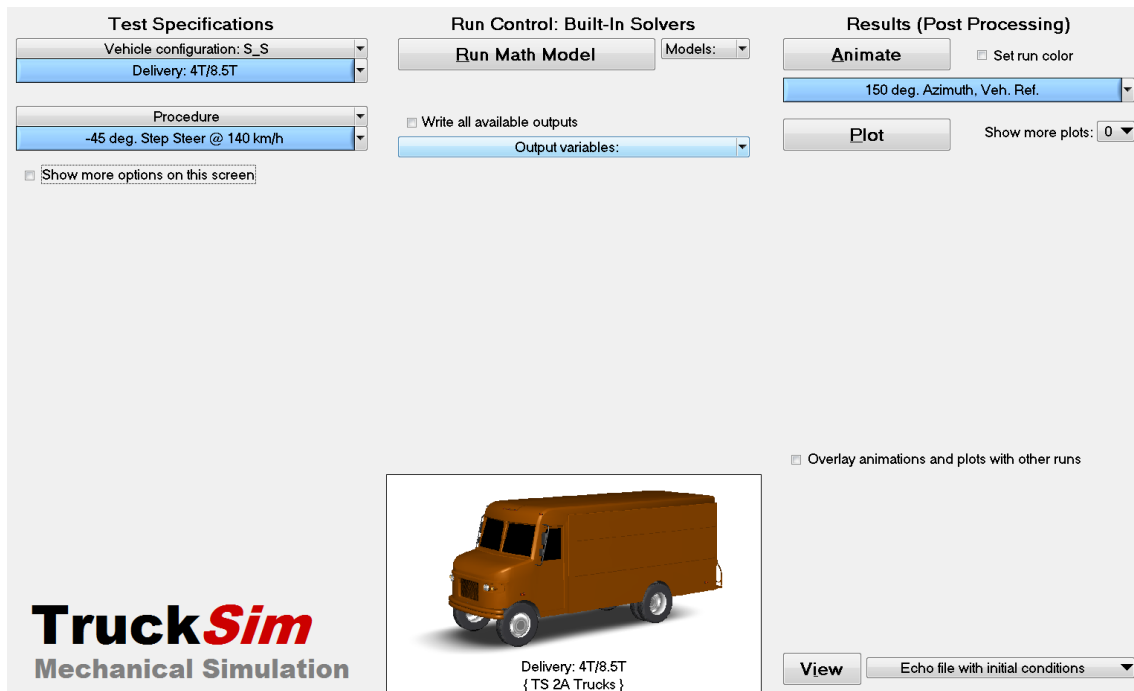 Test Specifications
Vehicle configuration: S_S
Delivery: 4T/8.5T
Procedure
-45 deg. Step Steer @ 140 km/h
Show more options on this screen
Run Control: Built-In Solvers
Run Math Model
Models:
Write all available outputs
Output variables:
Results (Post Processing)
Animate
Set run color
150 deg. Azimuth, Veh. Ref.
Plot
Show more plots: 0
Overlay animations and plots with other runs
TruckSim
Mechanical Simulation
Delivery: 4T/8.5T
{ TS 2A Trucks }
View
Echo file with initial conditions